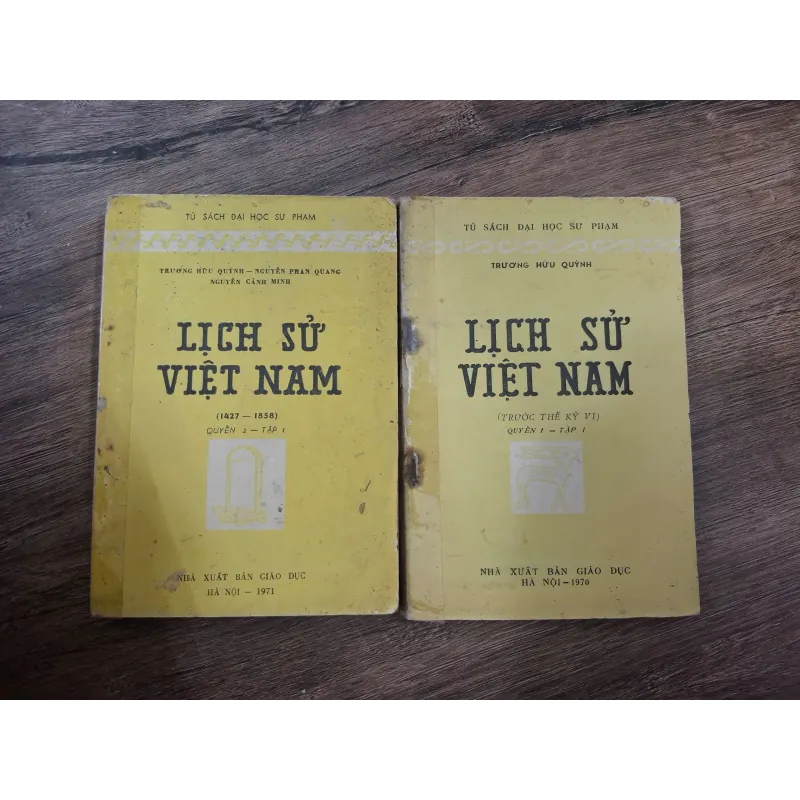 TỦ SÁCH ĐẠI HỌC SƯ PHẠM
TRƯƠNG HỮU QUÝNH — NGUYỄN PHAN QUANG
NGUYỄN CẢNH MINH
LỊCH SỬ
VIỆT NAM
(1427 — 1858)
QUYỂN 2 — TẬP 1
NHÀ XUẤT BẢN GIÁO DỤC
HÀ NỘI — 1971
TỦ SÁCH ĐẠI HỌC SƯ PHẠM
TRƯƠNG HỮU QUÝNH
LỊCH SỬ
VIỆT NAM
(TRƯỚC THẾ KỶ VI)
QUYỂN I — TẬP I
NHÀ XUẤT BẢN GIÁO DỤC
HÀ NỘI — 1970